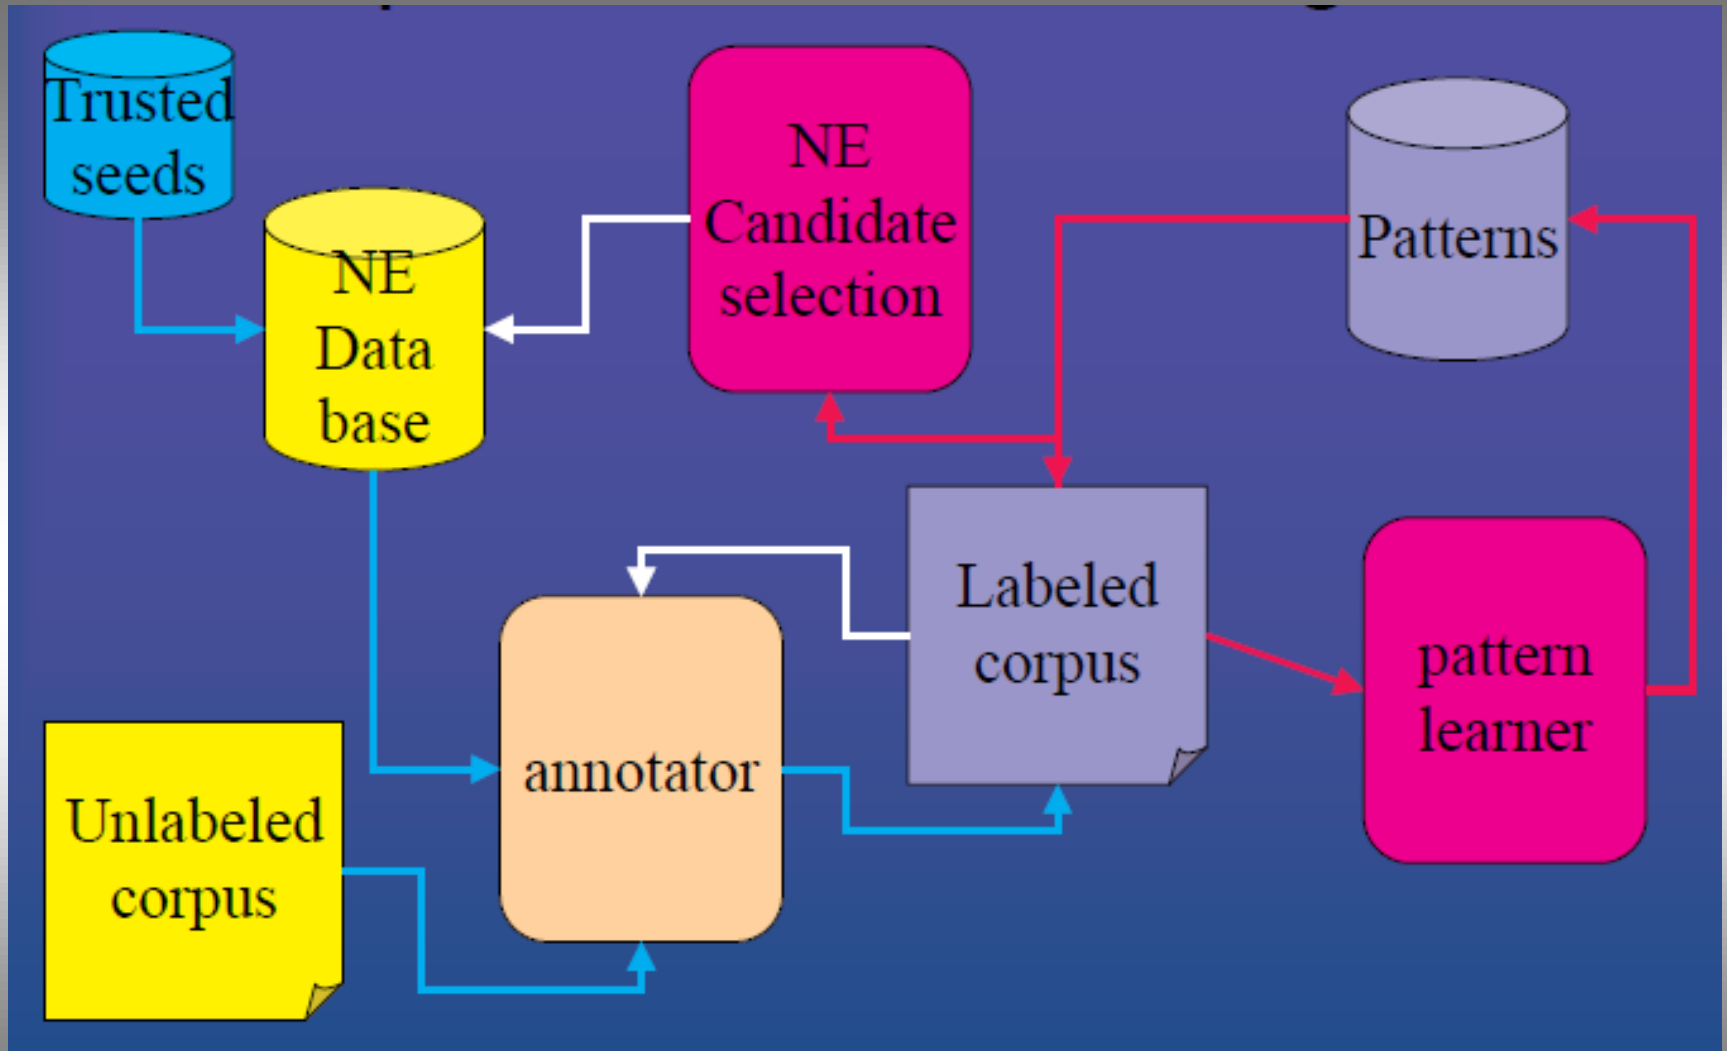 Trusted
seeds
NE
Data
base
NE
Candidate
selection
Patterns
Labeled
corpus
pattern
learner
annotator
Unlabeled
corpus